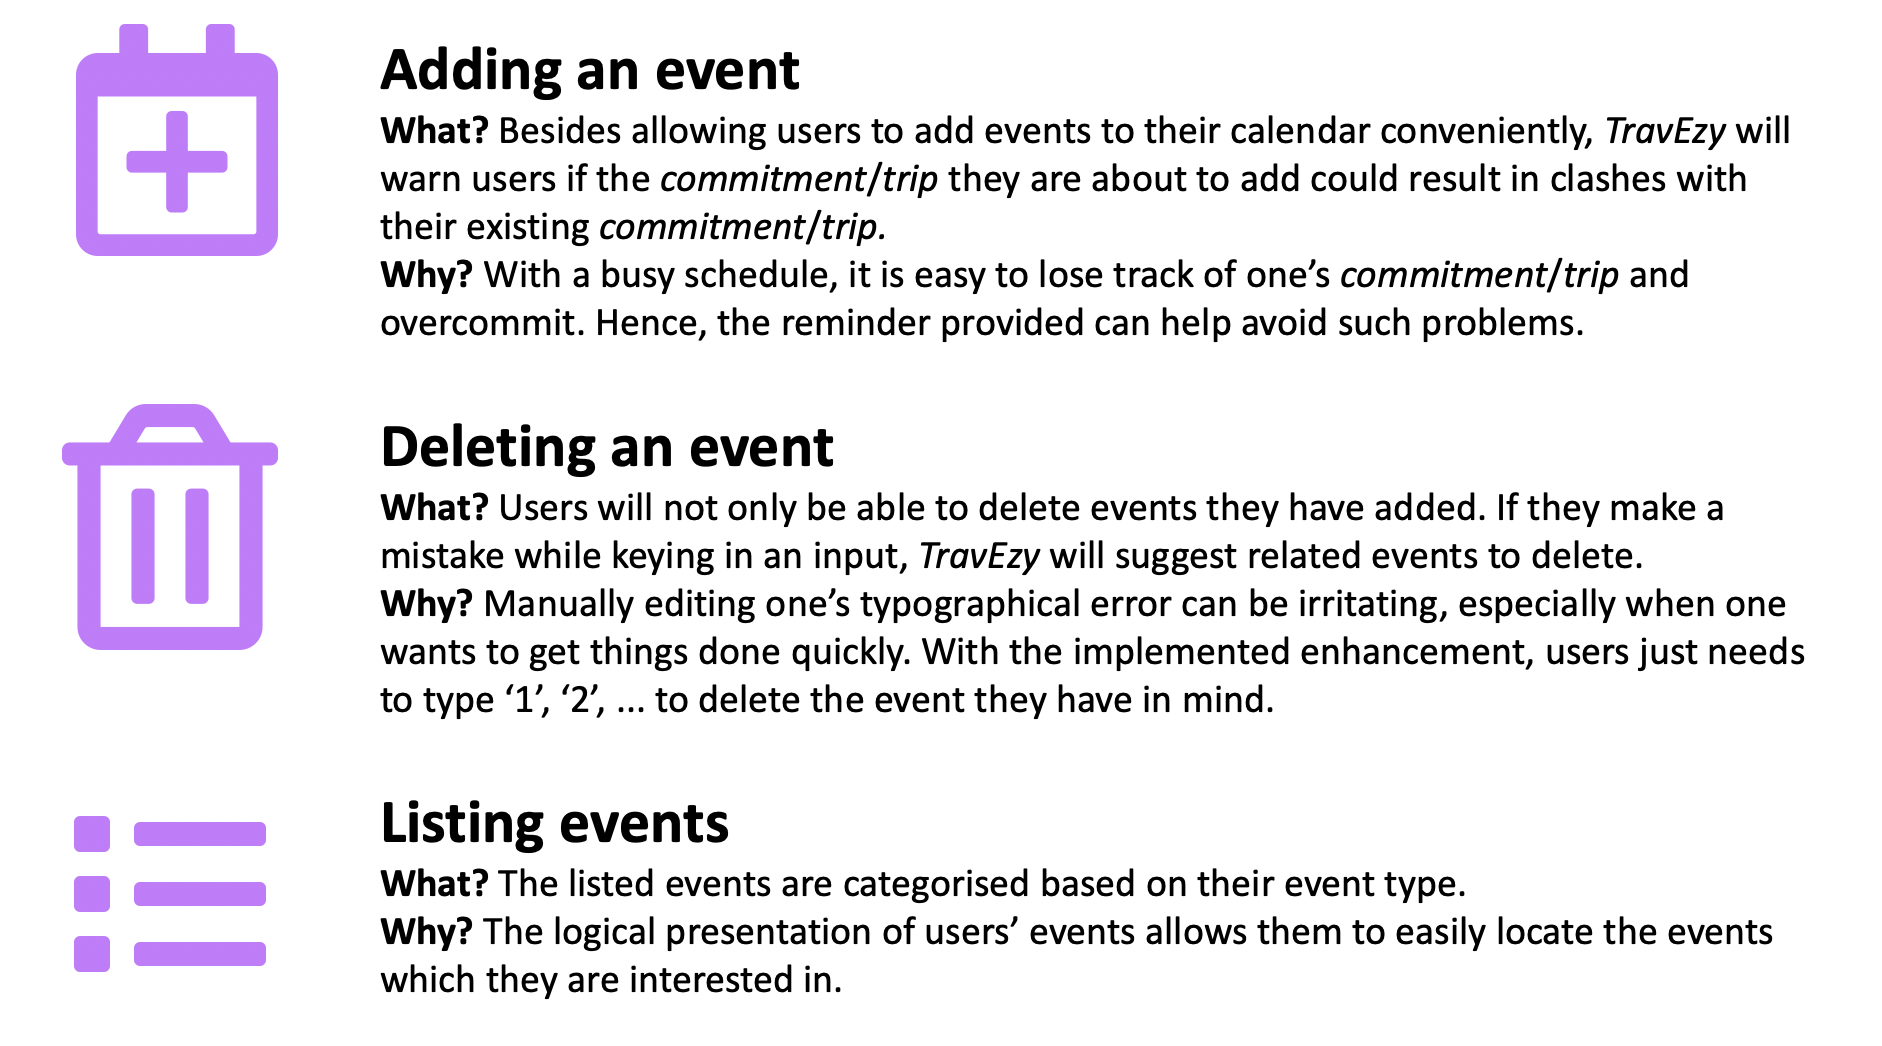 Adding an event
What? Besides allowing users to add events to their calendar conveniently, TravEzy will
warn users if the commitment/trip they are about to add could result in clashes with
their existing commitment/trip.
Why? With a busy schedule, it is easy to lose track of one’s commitment/trip and
overcommit. Hence, the reminder provided can help avoid such problems.
Deleting an event
What? Users will not only be able to delete events they have added. If they make a
mistake while keying in an input, TravEzy will suggest related events to delete.
Why? Manually editing one’s typographical error can be irritating, especially when one
wants to get things done quickly. With the implemented enhancement, users just needs
to type ‘1’, ‘2’, ... to delete the event they have in mind.
Listing events
What? The listed events are categorised based on their event type.
Why? The logical presentation of users’ events allows them to easily locate the events
which they are interested in.